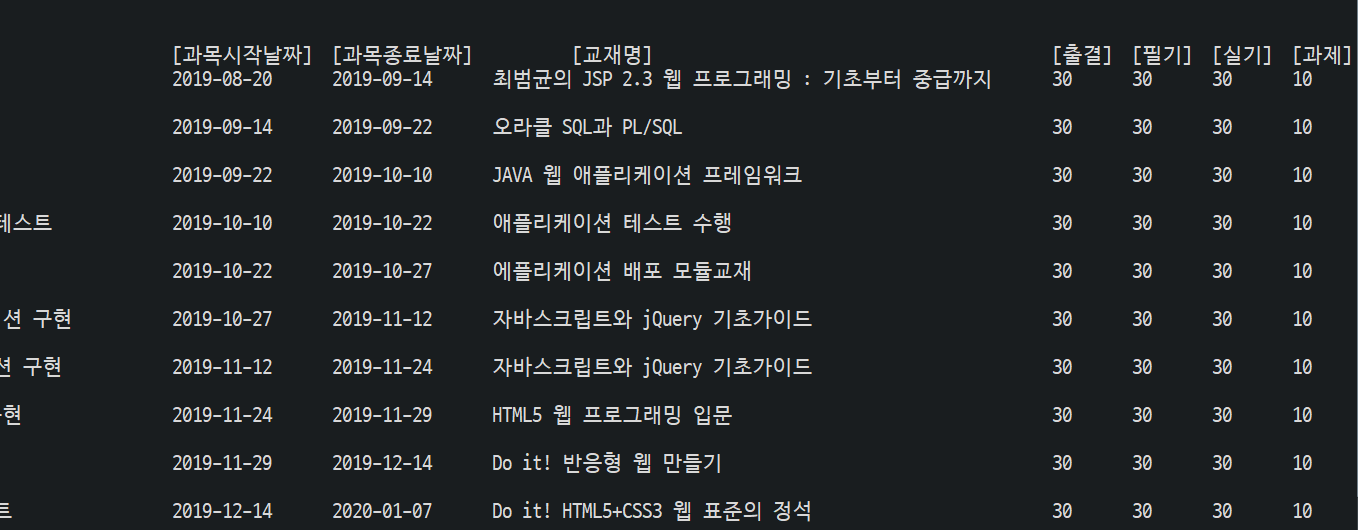 [과목시작날짜] [과목종료날짜] [교재명] [출결] [필기] [실기] [과제]
2019-08-20 2019-09-14 최범균의 JSP 2.3 웹 프로그래밍 : 기초부터 중급까지 30 30 30 10
2019-09-14 2019-09-22 오라클 SQL과 PL/SQL 30 30 30 10
2019-09-22 2019-10-10 JAVA 웹 애플리케이션 프레임워크 30 30 30 10
테스트 2019-10-10 2019-10-22 애플리케이션 테스트 수행 30 30 30 10
2019-10-22 2019-10-27 에플리케이션 배포 모듈교재 30 30 30 10
션 구현 2019-10-27 2019-11-12 자바스크립트와 jQuery 기초가이드 30 30 30 10
션 구현 2019-11-12 2019-11-24 자바스크립트와 jQuery 기초가이드 30 30 30 10
현 2019-11-24 2019-11-29 HTML5 웹 프로그래밍 입문 30 30 30 10
2019-11-29 2019-12-14 Do it! 반응형 웹 만들기 30 30 30 10
트 2019-12-14 2020-01-07 Do it! HTML5+CSS3 웹 표준의 정석 30 30 30 10